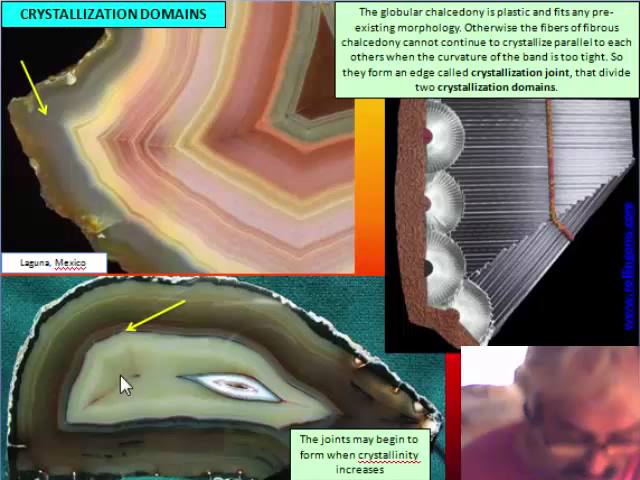 CRYSTALLIZATION DOMAINS
The globular chalcedony is plastic and fits any pre-
existing morphology. Otherwise the fibers of fibrous
chalcedony cannot continue to crystallize parallel to each
others when the curvature of the band is too tight. So
they form an edge called crystallization joint, that divide
two crystallization domains.
Laguna, Mexico
The joints may begin to
form when crystallinity
increases